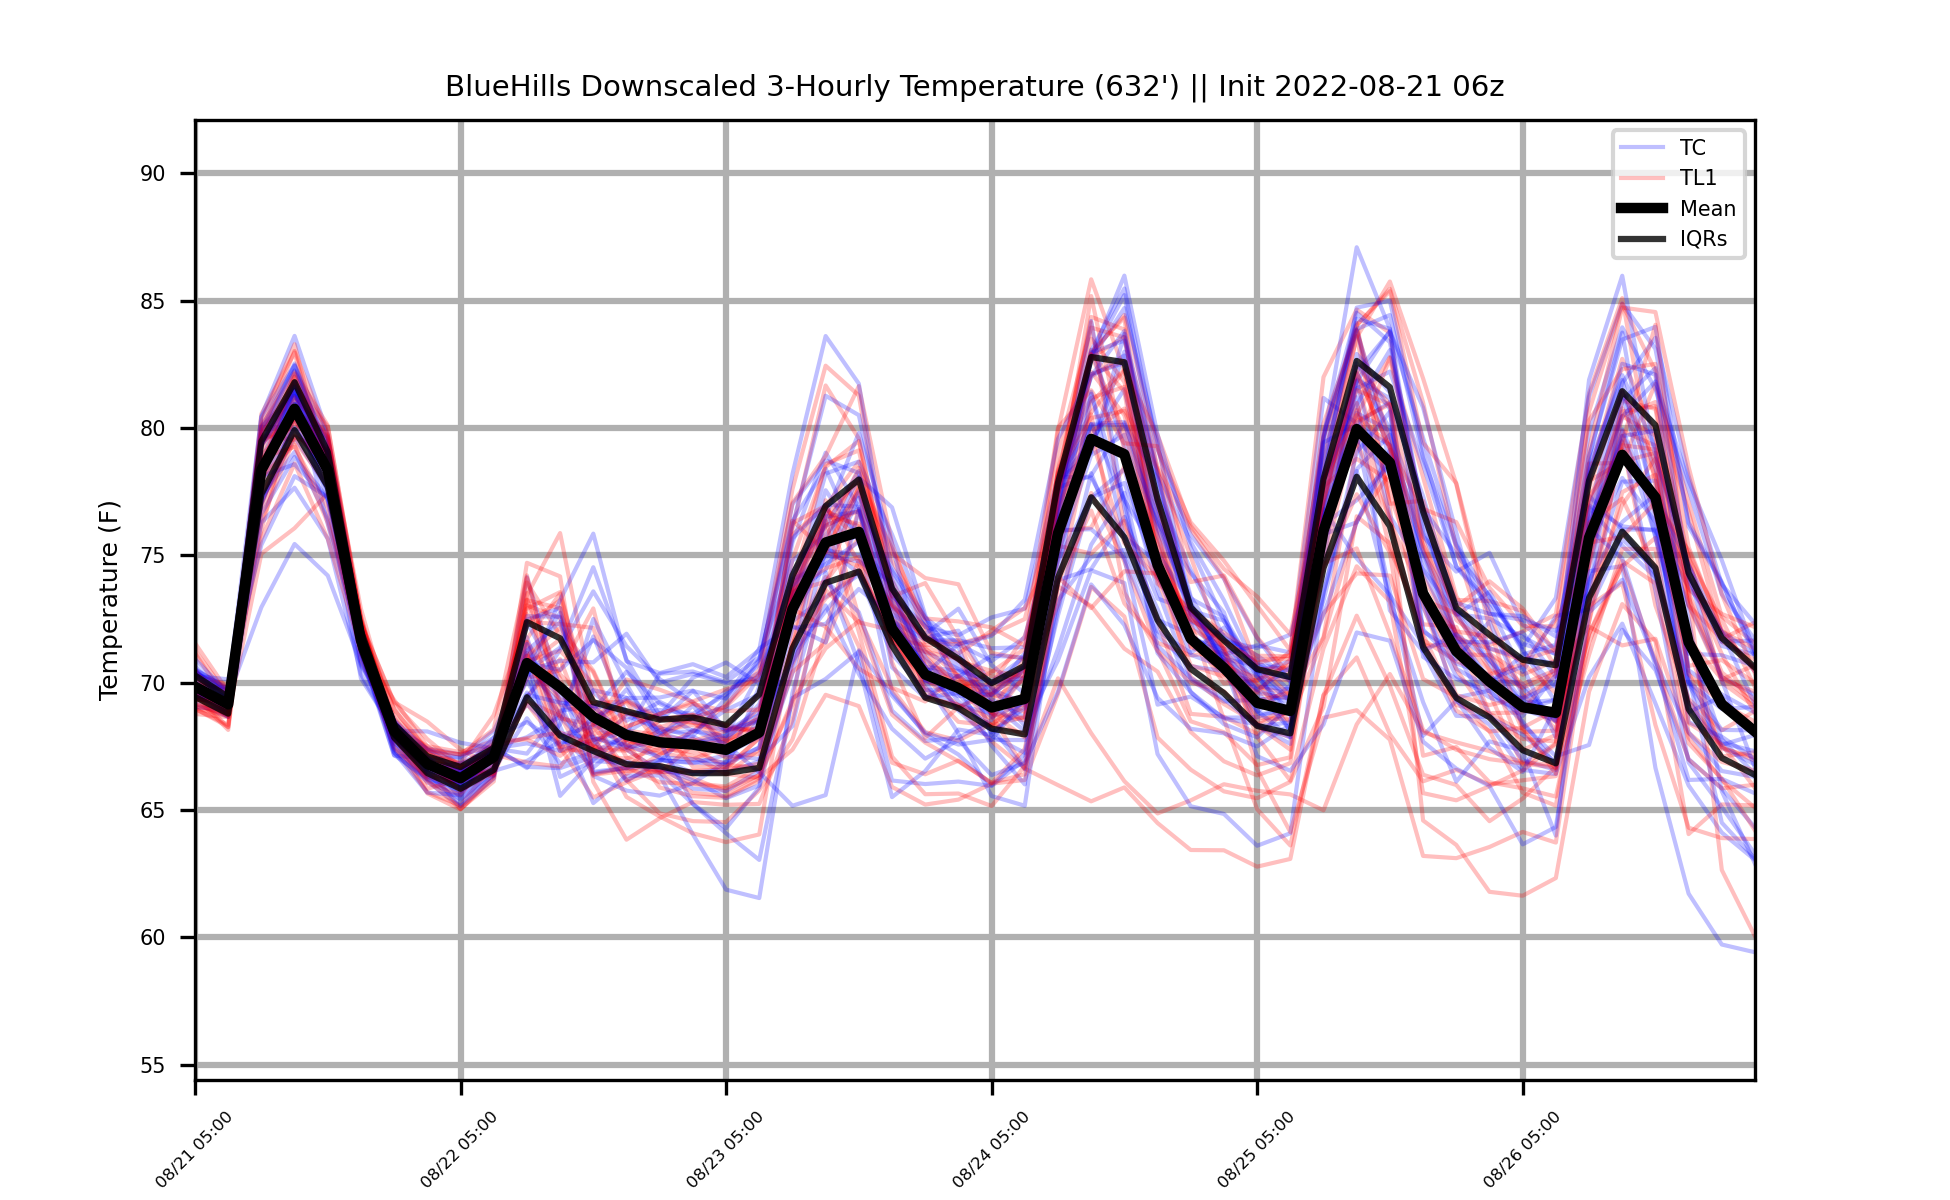 BlueHills Downscaled 3-Hourly Temperature (632') || Init 2022-08-21 06z
TC
TL1
Mean
IQRs
Temperature (F)
90
85
80
75
70
65
60
55
08/21 05:00
08/22 05:00
08/23 05:00
08/24 05:00
08/25 05:00
08/26 05:00